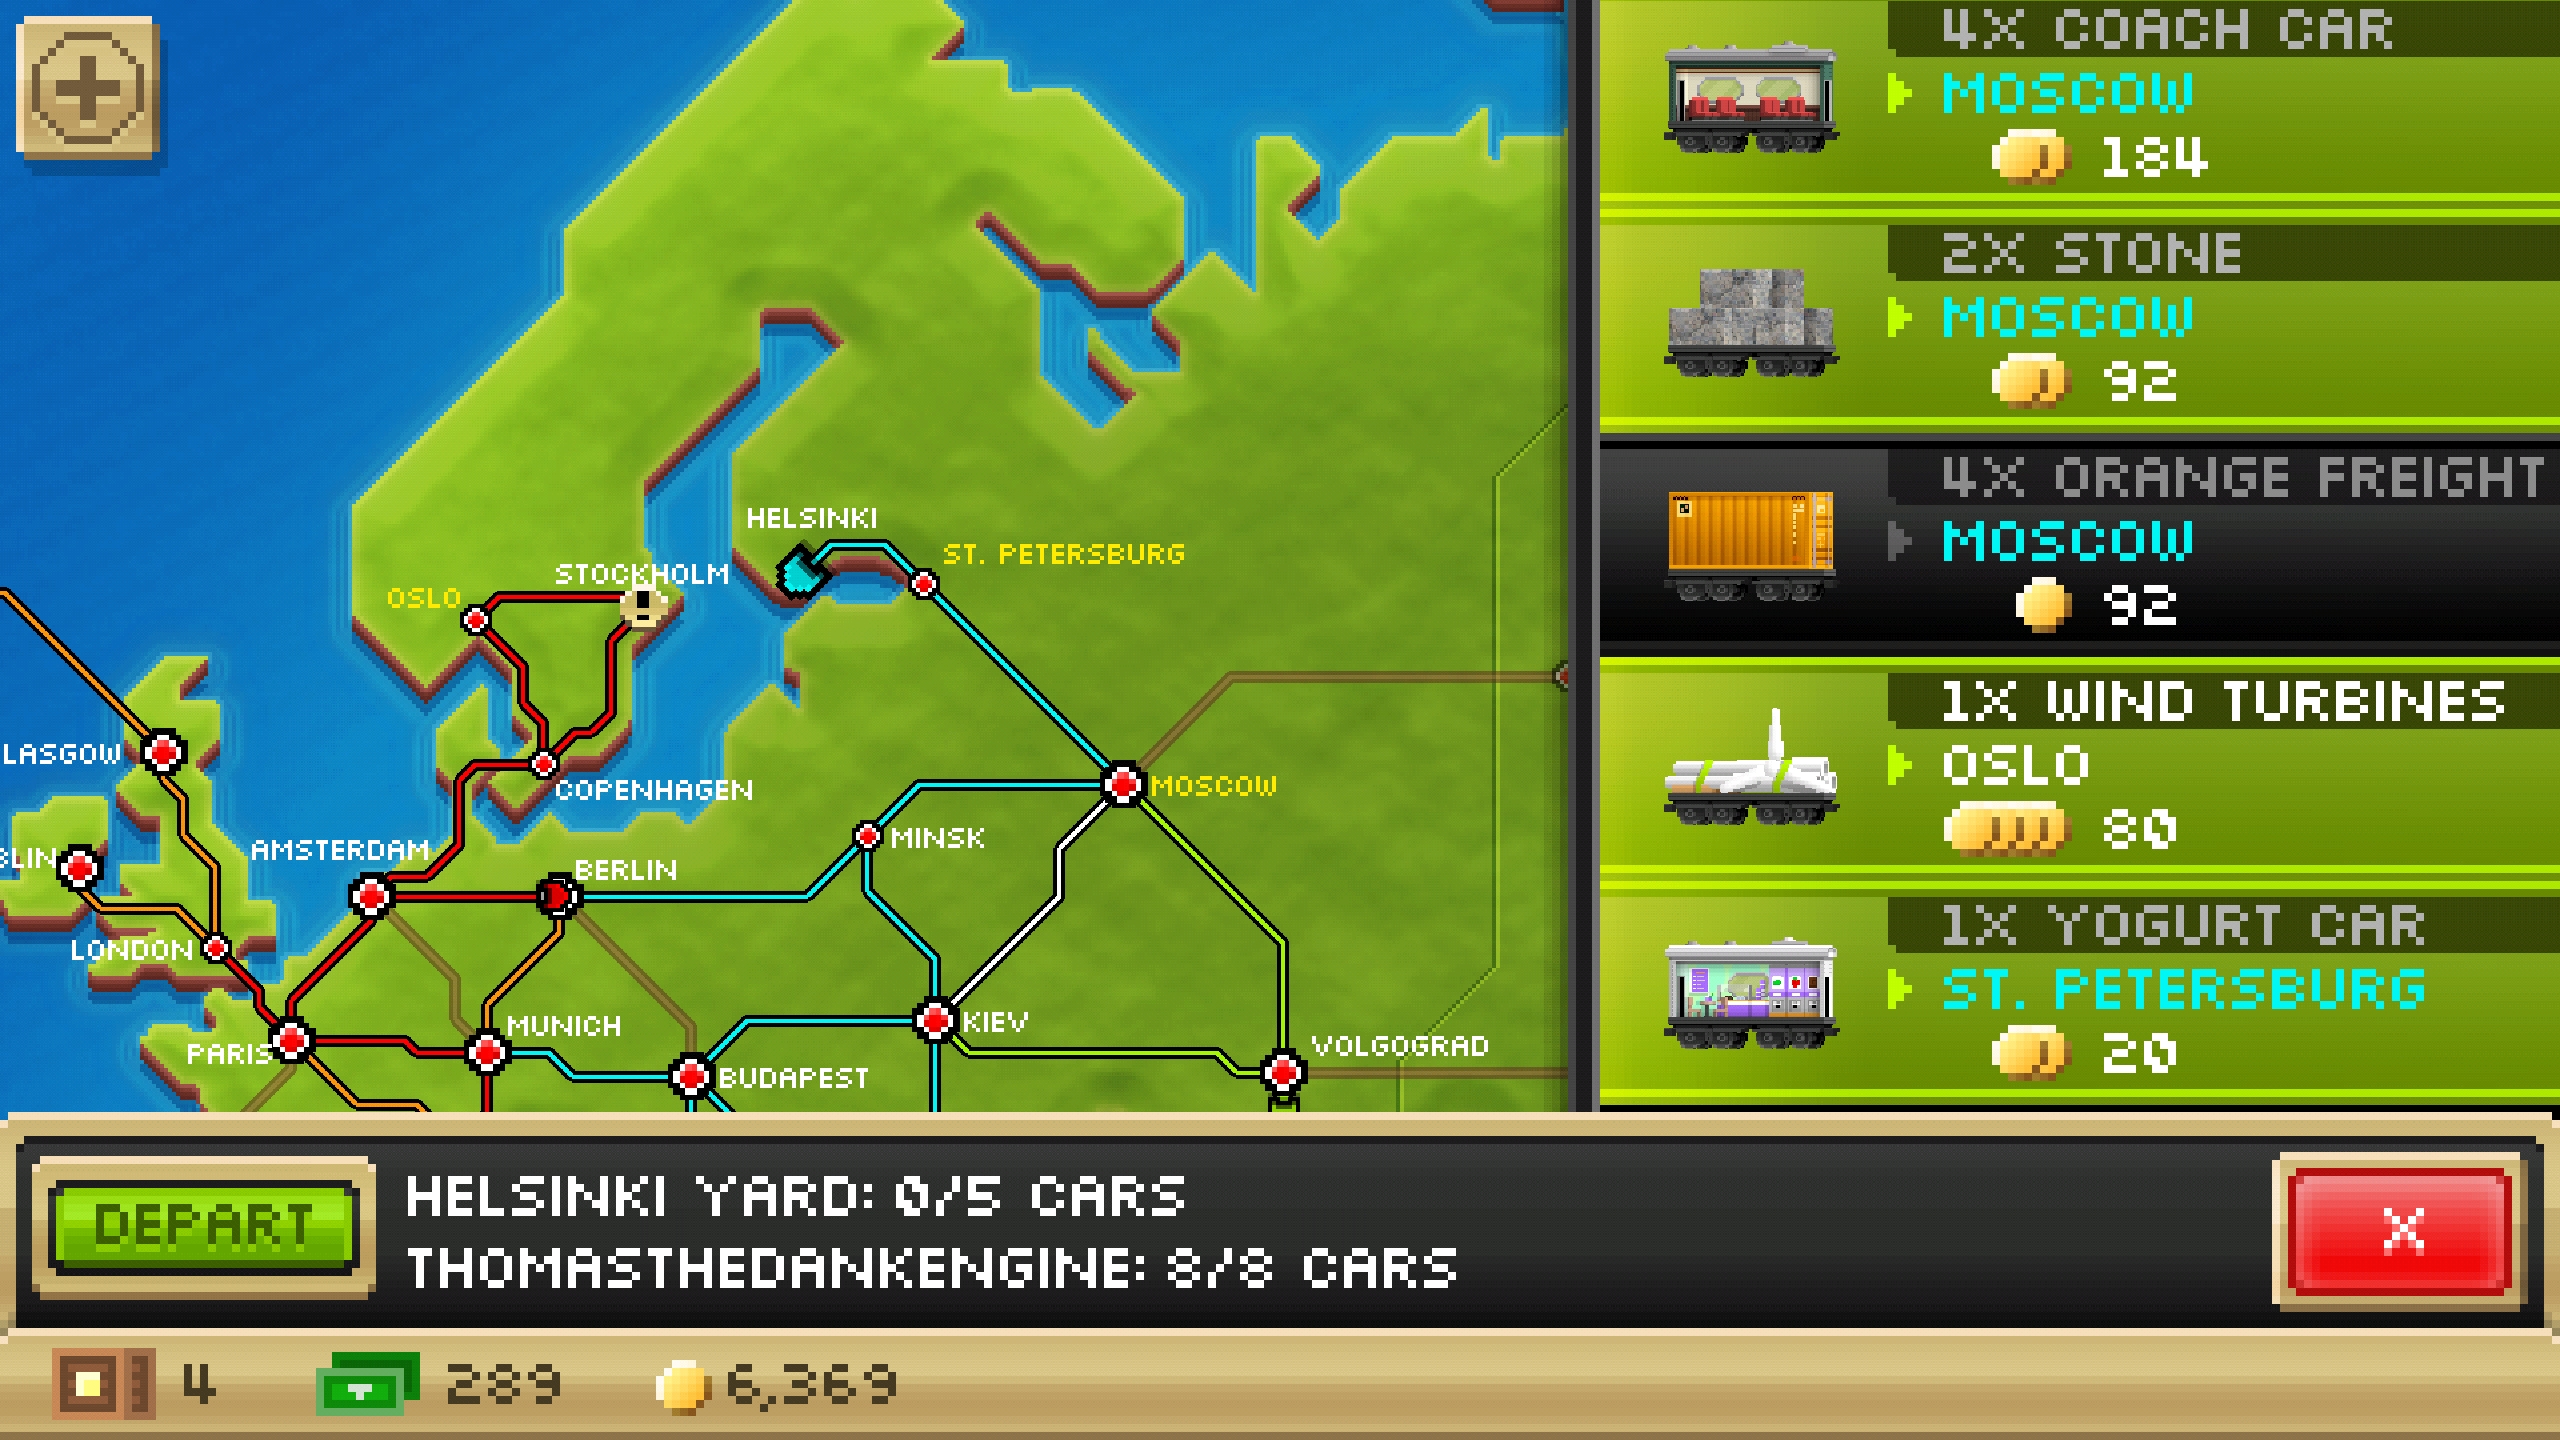 4X COACH CAR
MOSCOW
184
2X STONE
MOSCOW
92
4X ORANGE FREIGHT
MOSCOW
92
1X WIND TURBINES
OSLO
80
1X YOGURT CAR
ST. PETERSBURG
20
HELSINKI
ST. PETERSBURG
STOCKHOLM
OSLO
LASGOW
COPENHAGEN
MOSCOW
MINSK
AMSTERDAM
BLIN
BERLIN
LONDON
MUNICH
KIEV
VOLGOGRAD
PARIS
BUDAPEST
DEPART
HELSINKI YARD: 0/5 CARS
THOMASTHEDANKENGINE: 8/8 CARS
X
4
289
6,369